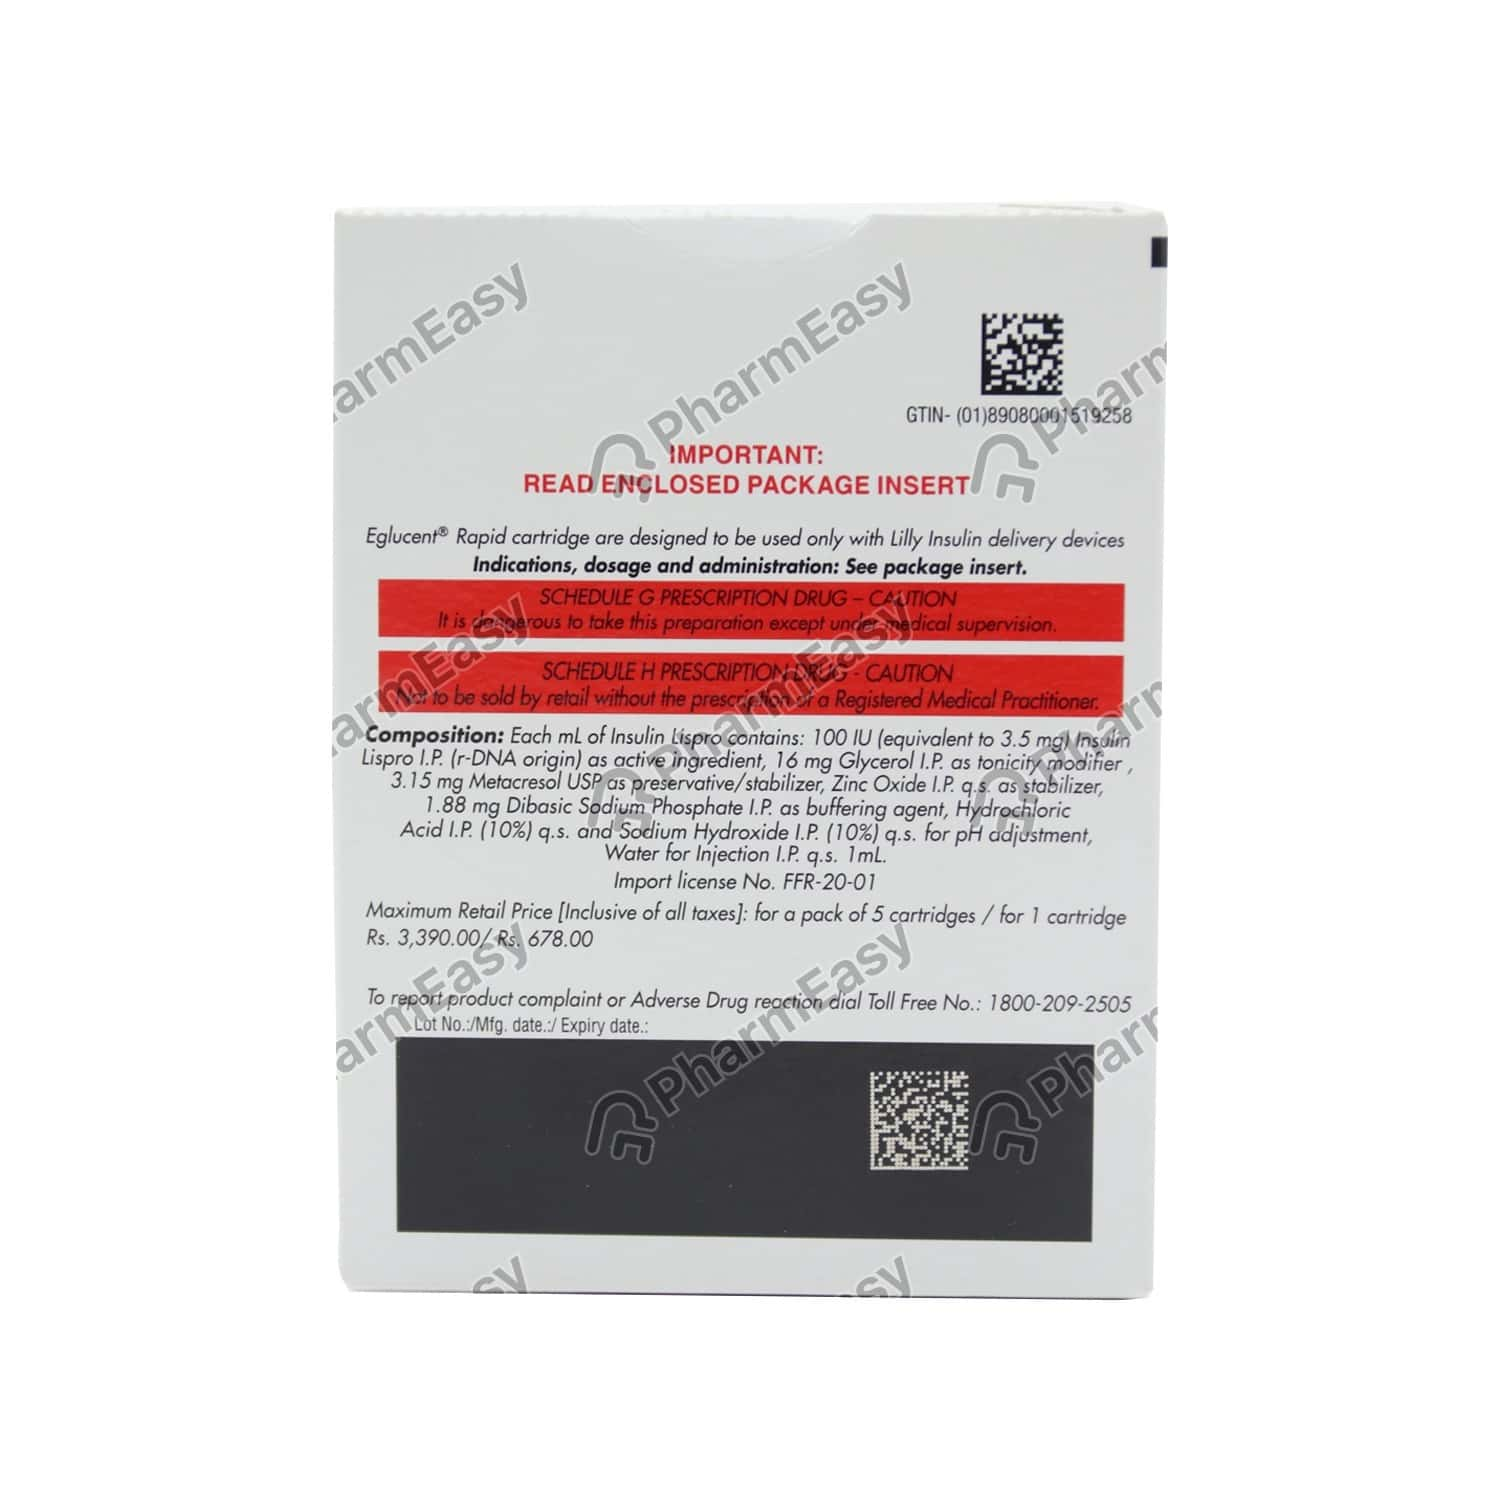 GTIN- (01)89080001519258
IMPORTANT:
READ ENCLOSED PACKAGE INSERT
Eglucent® Rapid cartridge are designed to be used only with Lilly Insulin delivery devices
Indications, dosage and administration: See package insert.
SCHEDULE G PRESCRIPTION DRUG – CAUTION
It is dangerous to take this preparation except under medical supervision.
SCHEDULE H PRESCRIPTION DRUG - CAUTION
Not to be sold by retail without the prescription of a Registered Medical Practitioner.
Composition: Each mL of Insulin Lispro contains: 100 IU (equivalent to 3.5 mg) Insulin
Lispro I.P. (r-DNA origin) as active ingredient, 16 mg Glycerol I.P. as tonicity modifier ,
3.15 mg Metacresol USP as preservative/stabilizer, Zinc Oxide I.P. q.s. as stabilizer,
1.88 mg Dibasic Sodium Phosphate I.P. as buffering agent, Hydrochloric
Acid I.P. (10%) q.s. and Sodium Hydroxide I.P. (10%) q.s. for pH adjustment,
Water for Injection I.P. q.s. 1mL.
Import license No. FFR-20-01
Maximum Retail Price [Inclusive of all taxes]: for a pack of 5 cartridges / for 1 cartridge
Rs. 3,390.00/ Rs. 678.00
To report product complaint or Adverse Drug reaction dial Toll Free No.: 1800-209-2505
Lot No.:/Mfg. date.:/ Expiry date.:
PharmEasy